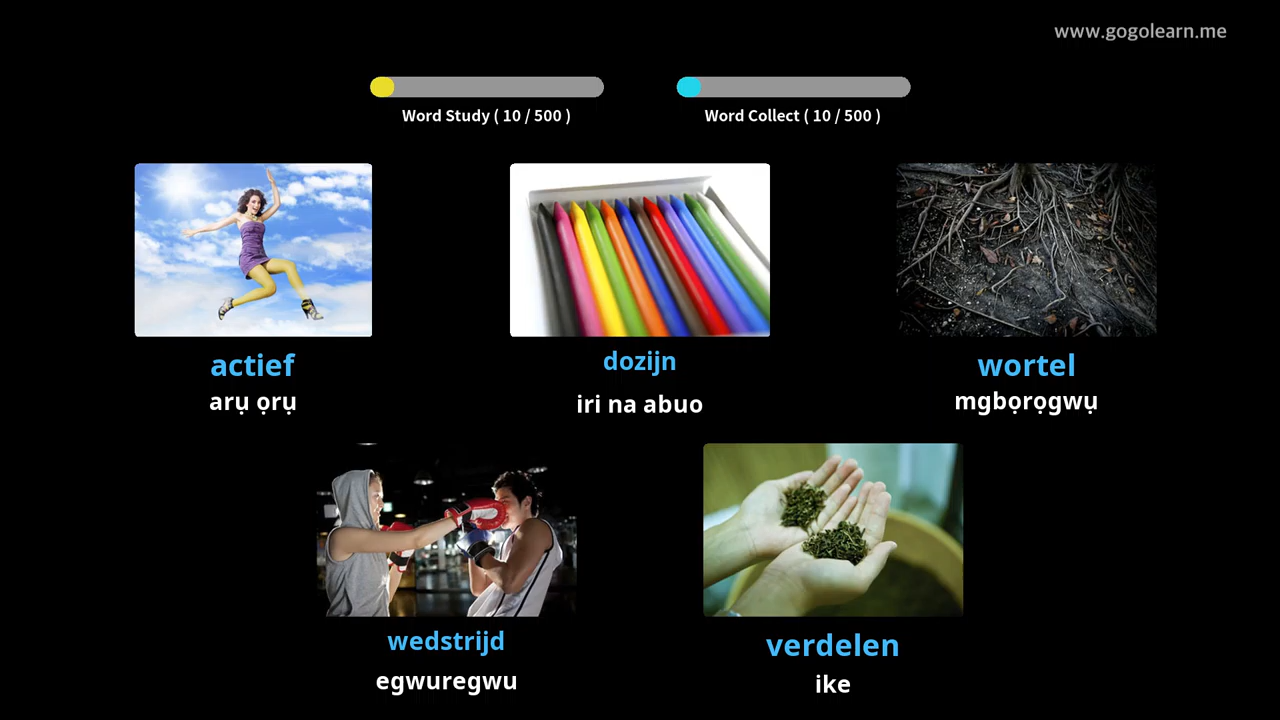 www.gogolearn.me
Word Study ( 10 / 500 )
Word Collect ( 10 / 500 )
actief
arụ ọrụ
dozijn
iri na abuo
wortel
mgbọrọgwụ
wedstrijd
egwuregwu
verdelen
ike